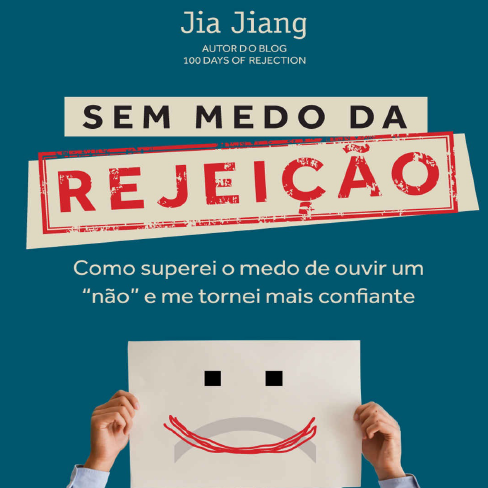 Jia Jiang
AUTOR DO BLOG
100 DAYS OF REJECTION
SEM MEDO DA
REJEIÇÃO
Como superei o medo de ouvir um
“não” e me tornei mais confiante